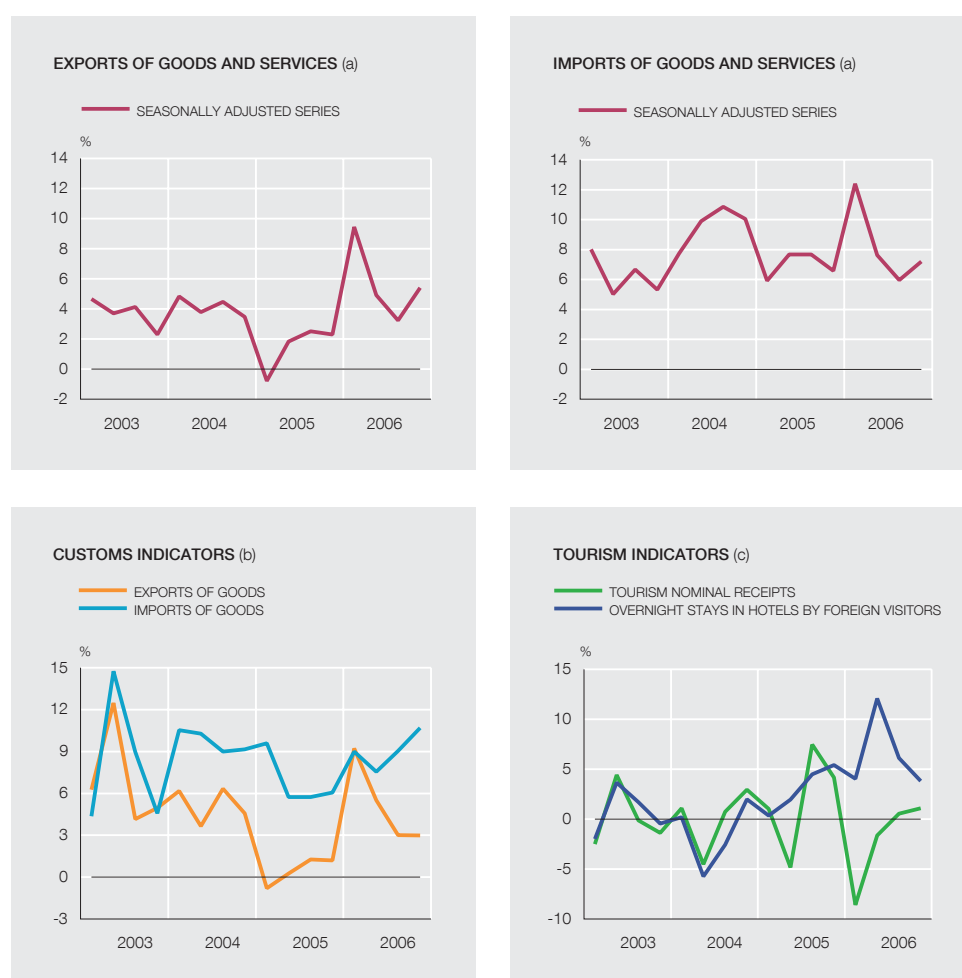 EXPORTS OF GOODS AND SERVICES (a)
SEASONALLY ADJUSTED SERIES
%
14
12
10
8
6
4
2
0
-2
2003 2004 2005 2006
IMPORTS OF GOODS AND SERVICES (a)
SEASONALLY ADJUSTED SERIES
%
14
12
10
8
6
4
2
0
-2
2003 2004 2005 2006
CUSTOMS INDICATORS (b)
EXPORTS OF GOODS
IMPORTS OF GOODS
%
15
12
9
6
3
0
-3
2003 2004 2005 2006
TOURISM INDICATORS (c)
TOURISM NOMINAL RECEIPTS
OVERNIGHT STAYS IN HOTELS BY FOREIGN VISITORS
%
15
10
5
0
-5
-10
2003 2004 2005 2006